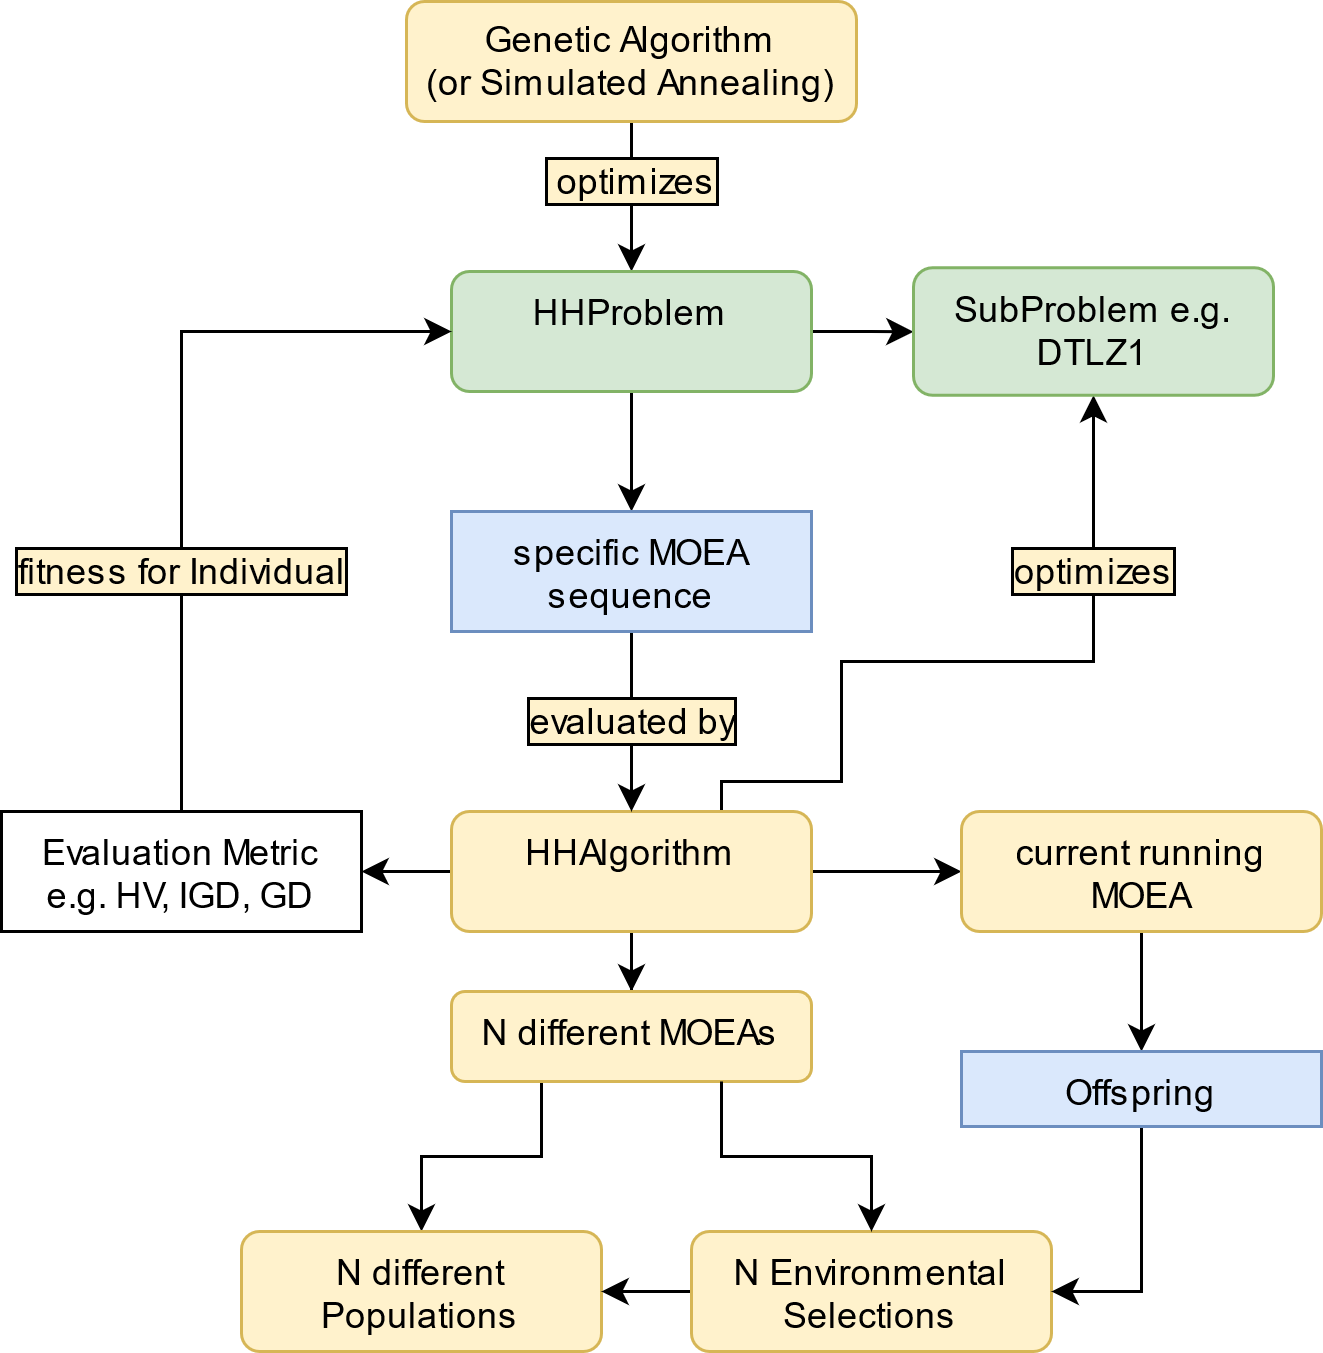 Genetic Algorithm
(or Simulated Annealing)
optimizes
HHProblem
SubProblem e.g.
DTLZ1
specific MOEA
sequence
fitness for Individual
optimizes
evaluated by
Evaluation Metric
e.g. HV, IGD, GD
HHAlgorithm
current running
MOEA
N different MOEAs
Offspring
N different
Populations
N Environmental
Selections